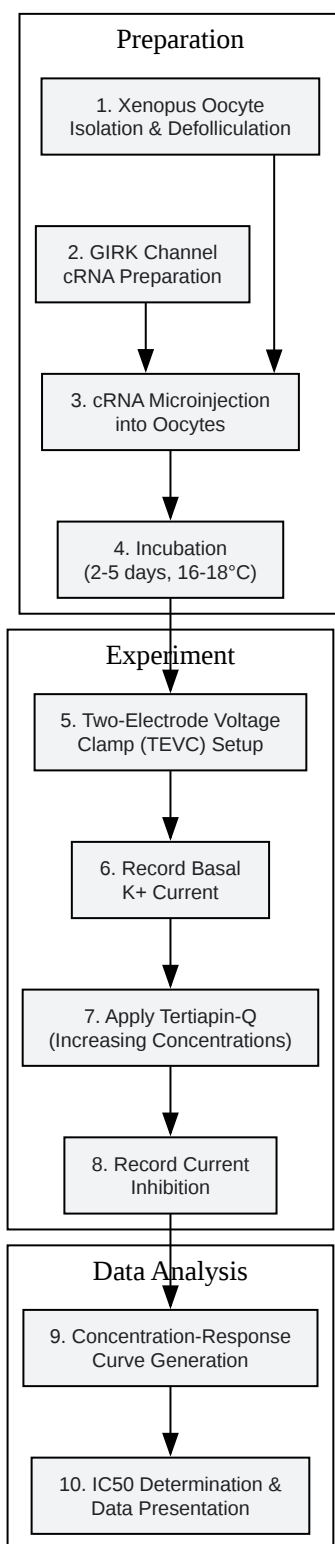 Preparation
1. Xenopus Oocyte
Isolation & Defolliculation
2. GIRK Channel
cRNA Preparation
3. cRNA Microinjection
into Oocytes
4. Incubation
(2-5 days, 16-18°C)
Experiment
5. Two-Electrode Voltage
Clamp (TEVC) Setup
6. Record Basal
K+ Current
7. Apply Tertiapin-Q
(Increasing Concentrations)
8. Record Current
Inhibition
Data Analysis
9. Concentration-Response
Curve Generation
10. IC50 Determination &
Data Presentation